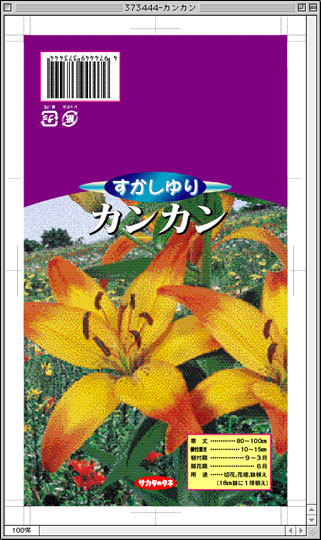 373444-カンカン
4 974449 373444
すかしゆり
カンカン
草丈…………80〜100㎝
植付深さ…………10〜15㎝
植付期…………9〜3月
開花期…………6月
用途……切花、花壇、鉢植え
(18㎝鉢に1球植え)
サカタのタネ
100%